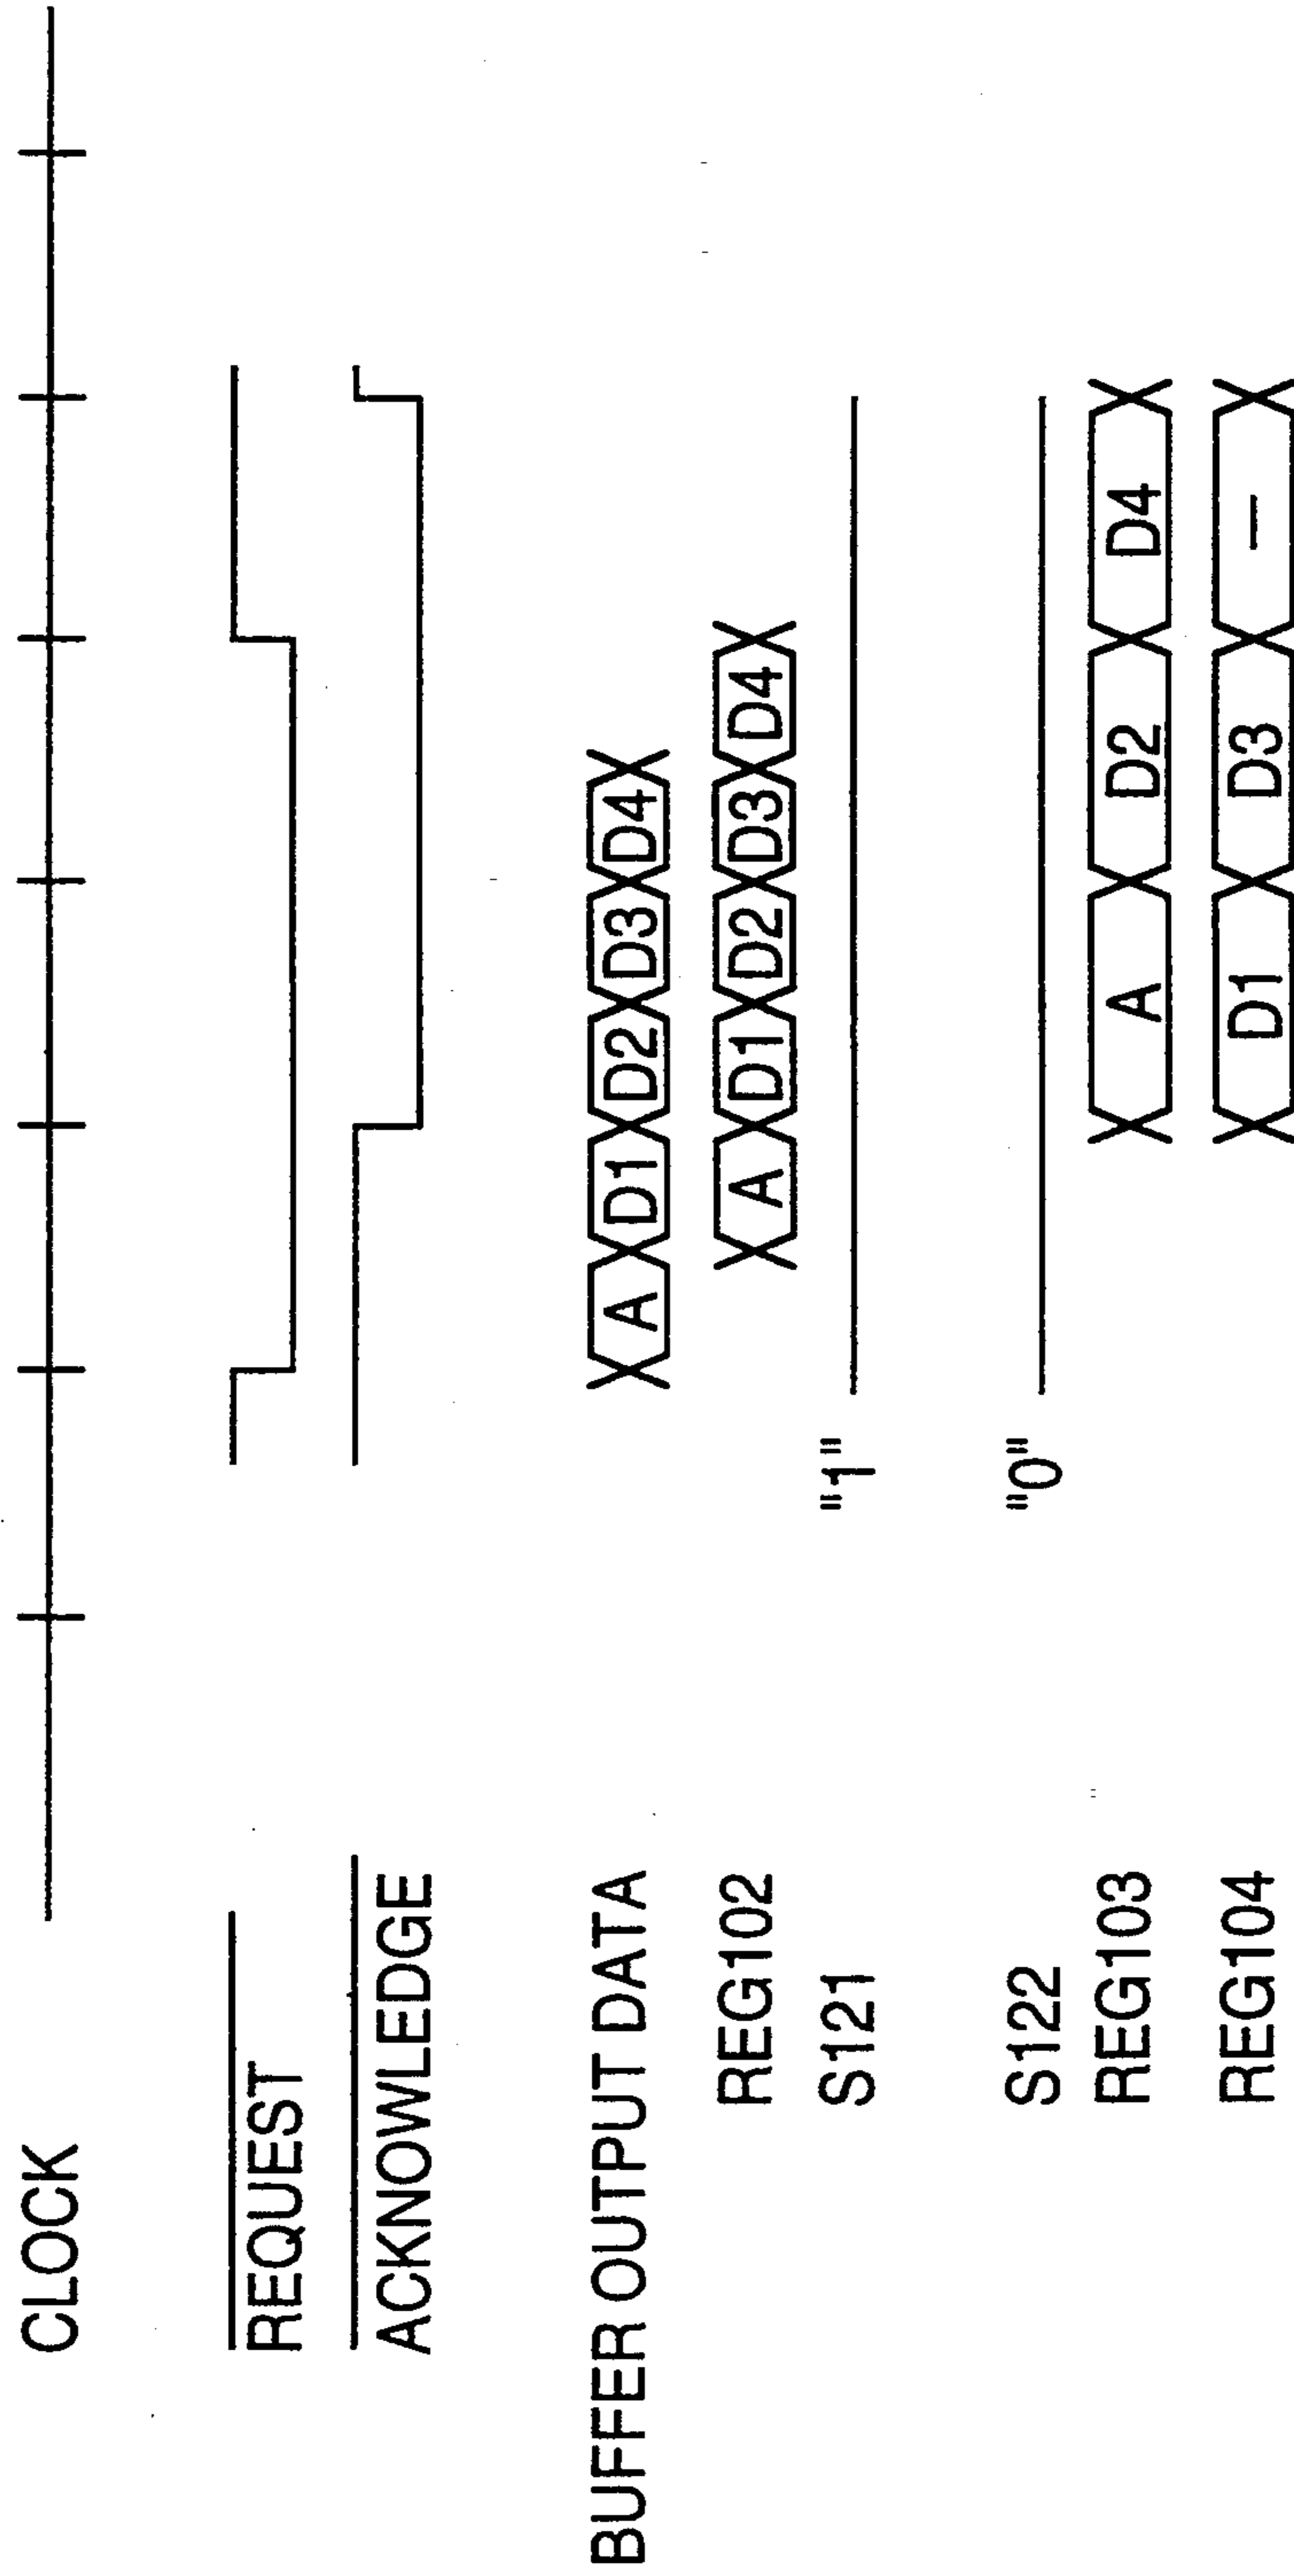 CLOCK
REQUEST
ACKNOWLEDGE
BUFFER OUTPUT DATA A D1 D2 D3 D4
REG102 A D1 D2 D3 D4
S121 "1"
S122 "0"
REG103 A D2 D4
REG104 D1 D3 —